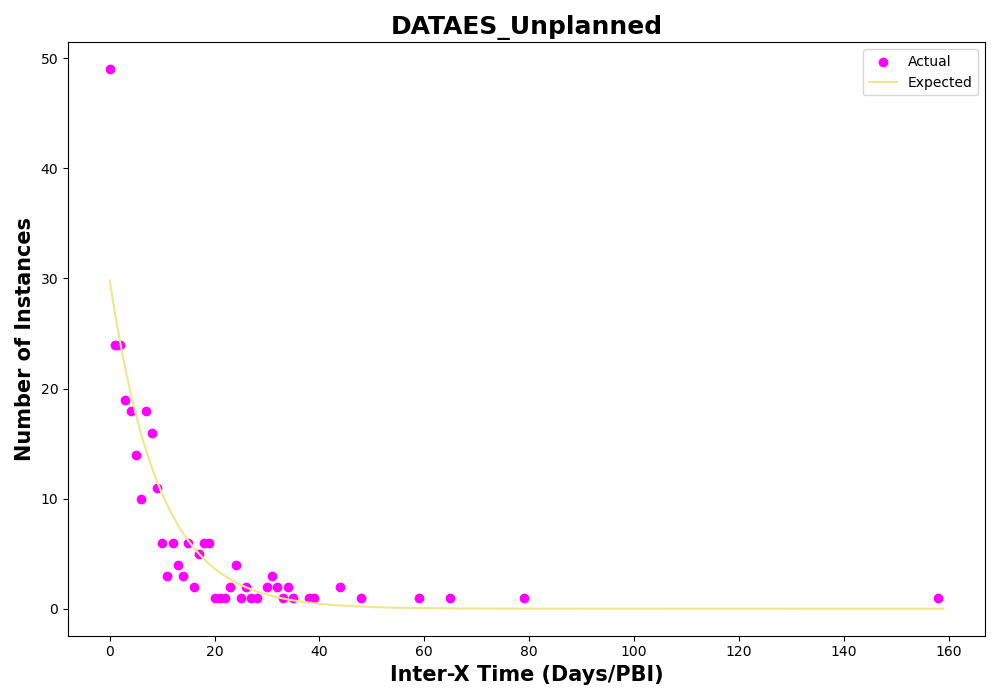 DATAES_Unplanned
Actual
Expected
50
40
30
20
10
0
Number of Instances
0 20 40 60 80 100 120 140 160
Inter-X Time (Days/PBI)